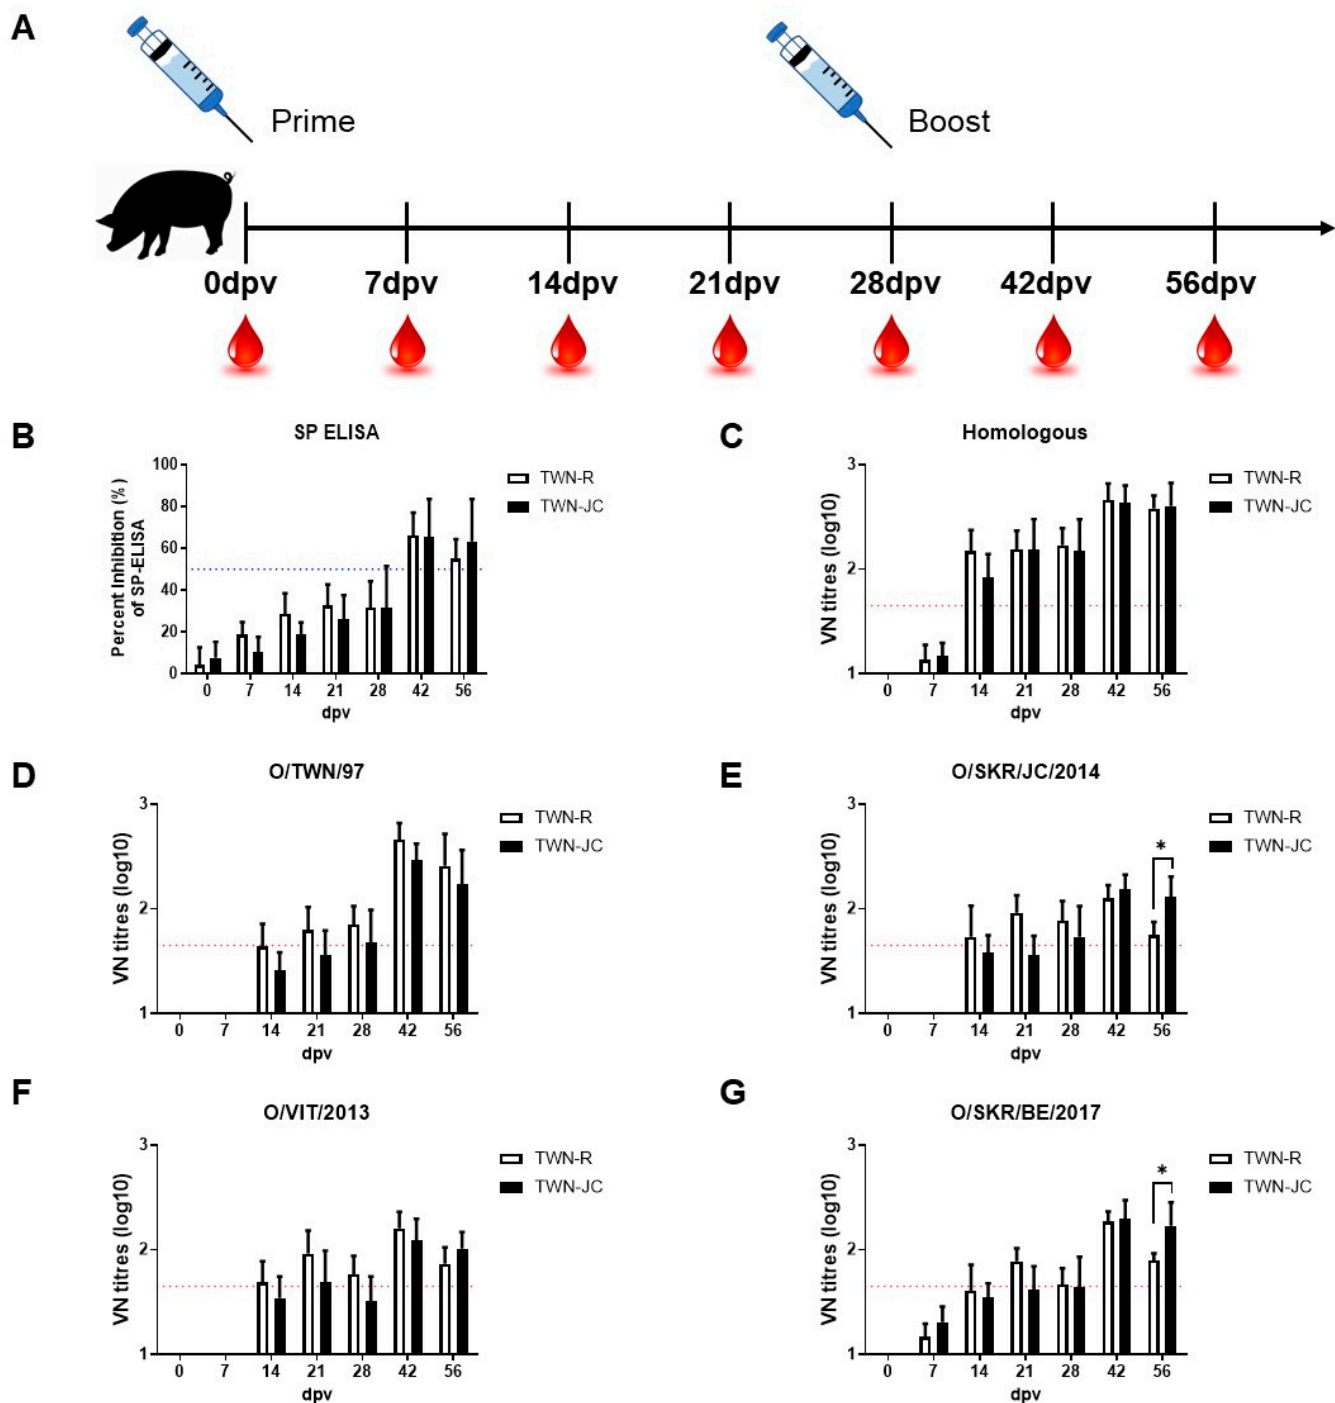 A
Prime
Boost
0dpv 7dpv 14dpv 21dpv 28dpv 42dpv 56dpv
B
SP ELISA
Percent Inhibition (%)
of SP-ELISA
100
80
60
40
20
0
0 7 14 21 28 42 56
dpv
TWN-R
TWN-JC
C
Homologous
VN titres (log10)
3
2
1
0 7 14 21 28 42 56
dpv
TWN-R
TWN-JC
D
O/TWN/97
VN titres (log10)
3
2
1
0 7 14 21 28 42 56
dpv
TWN-R
TWN-JC
E
O/SKR/JC/2014
VN titres (log10)
3
2
1
*
0 7 14 21 28 42 56
dpv
TWN-R
TWN-JC
F
O/VIT/2013
VN titres (log10)
3
2
1
0 7 14 21 28 42 56
dpv
TWN-R
TWN-JC
G
O/SKR/BE/2017
VN titres (log10)
3
2
1
*
0 7 14 21 28 42 56
dpv
TWN-R
TWN-JC